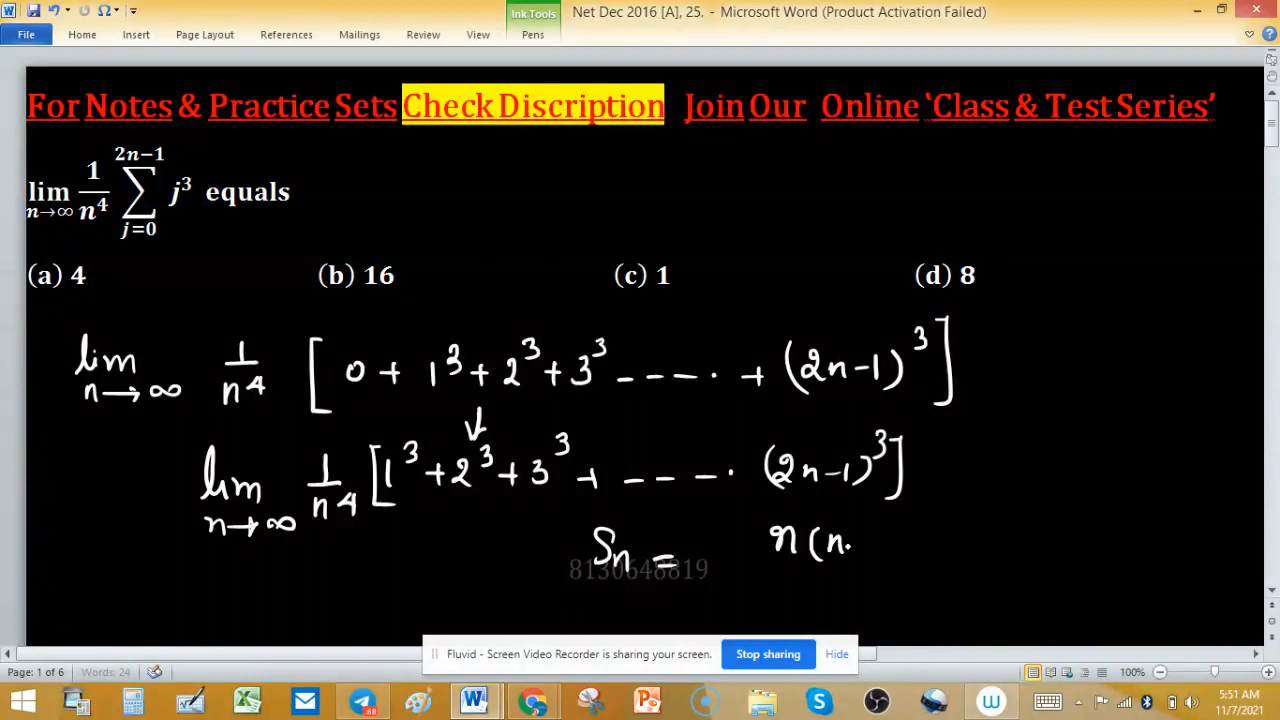 Ink Tools
Net Dec 2016 [A], 25. - Microsoft Word (Product Activation Failed)
File Home Insert Page Layout References Mailings Review View Pens
For Notes & Practice Sets Check Discription Join Our Online 'Class & Test Series'
lim n→∞ 1/n⁴ ∑ j=0 2n−1 j³ equals
(a) 4 (b) 16 (c) 1 (d) 8
lim n→∞ 1/n⁴ [0 + 1³ + 2³ + 3³ ----. + (2n-1)³]
↓
lim n→∞ 1/n⁴ [1³ + 2³ + 3³ + ---. (2n-1)³]
Sn = n(n.
8130648819
Fluvid - Screen Video Recorder is sharing your screen. Stop sharing Hide
Page: 1 of 6 Words: 24 100%
68
5:51 AM
11/7/2021